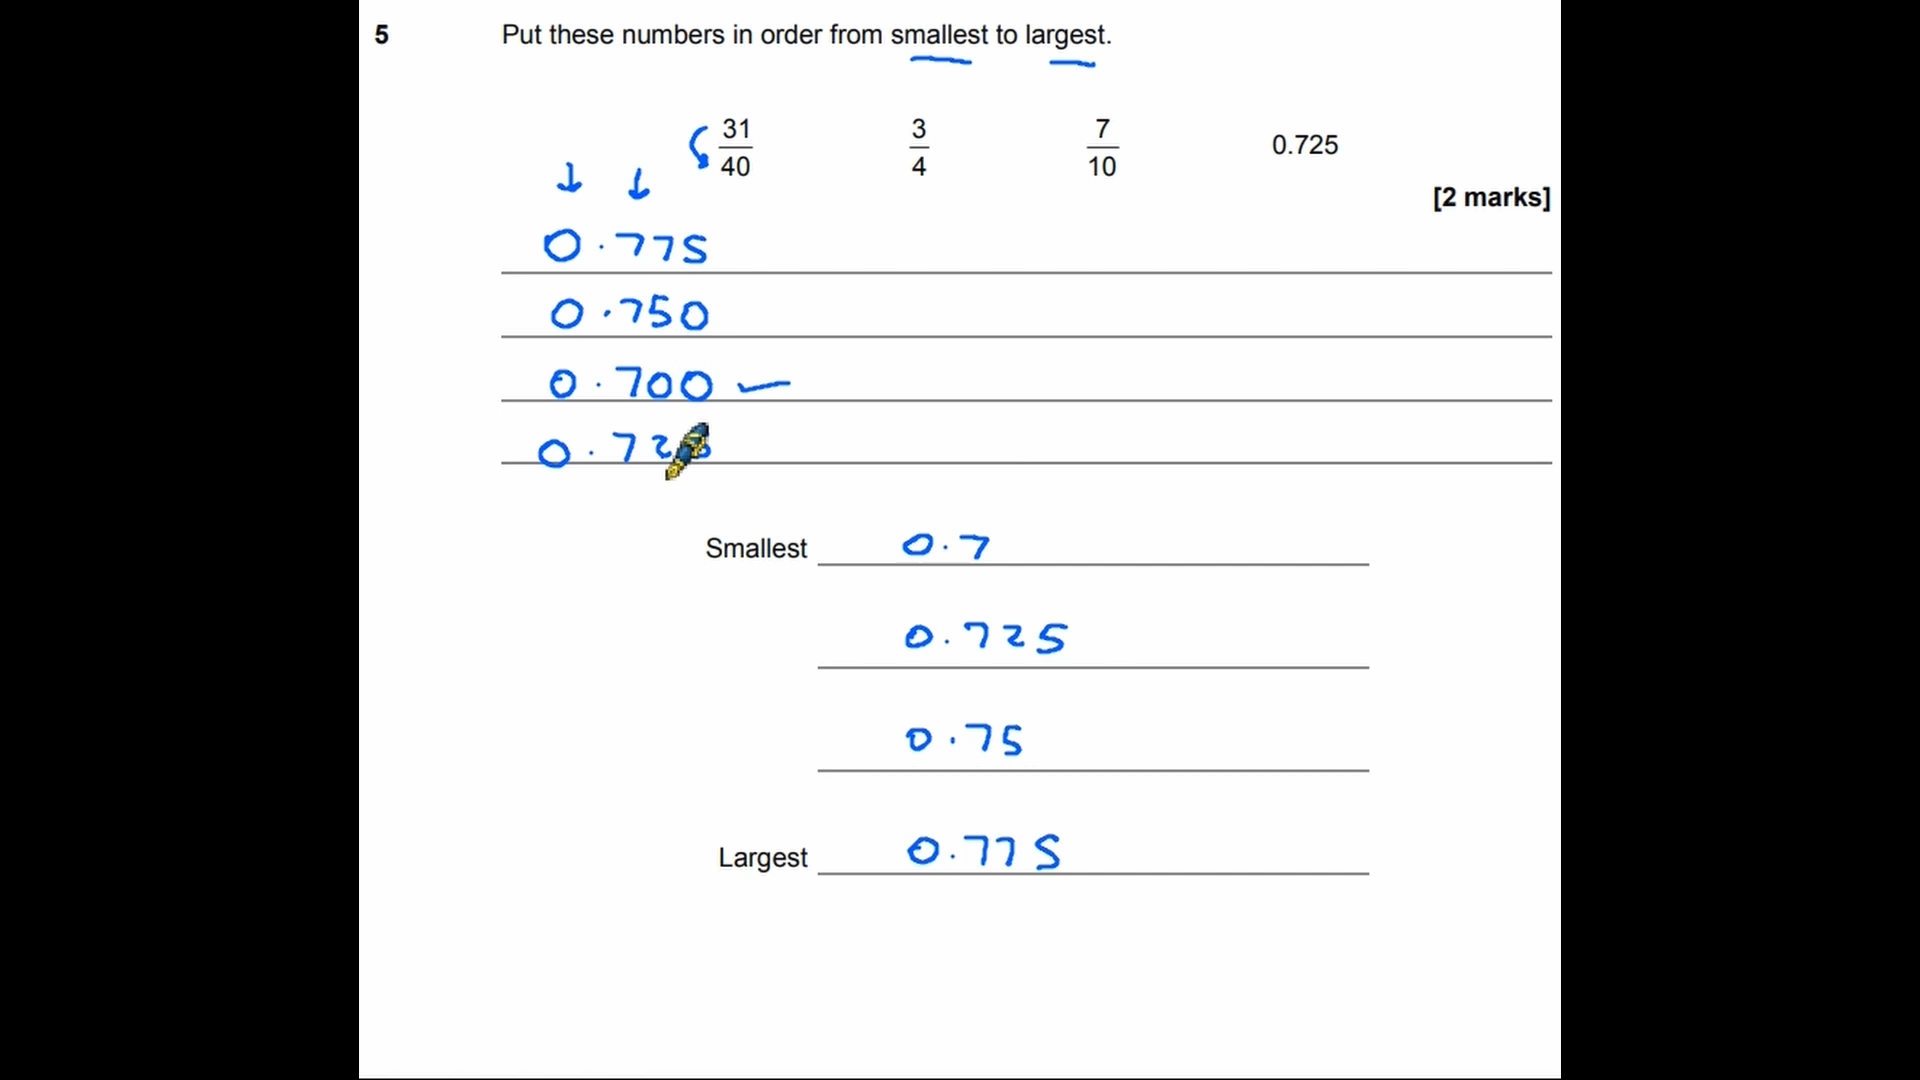 5 Put these numbers in order from smallest to largest.
31/40 3/4 7/10 0.725
[2 marks]
0.775
0.750
0.700
Smallest 0.7
0.725
0.75
Largest 0.775